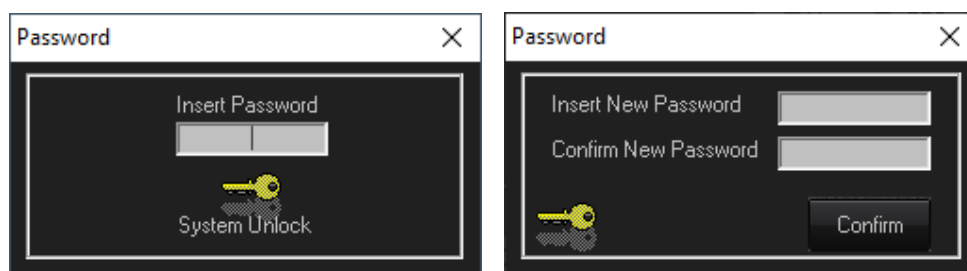 Password
Insert Password
System Unlock
Password
Insert New Password
Confirm New Password
Confirm